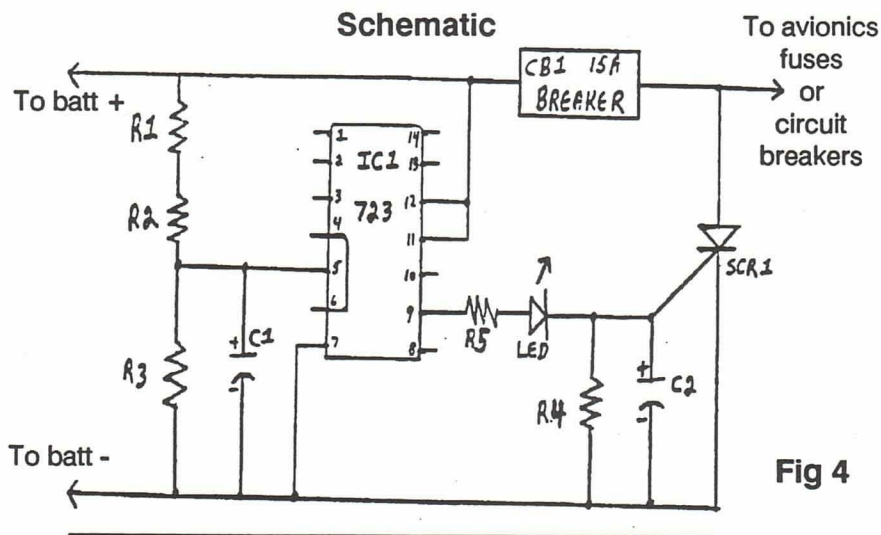 Schematic
To batt +
To avionics
fuses
or
circuit
breakers
CB1 15A
BREAKER
R1
R2
R3
C1
+
-
1
2
3
4
5
6
7
IC1
723
14
13
12
11
10
9
8
R5
LED
R4
+
C2
-
SCR1
To batt -
Fig 4